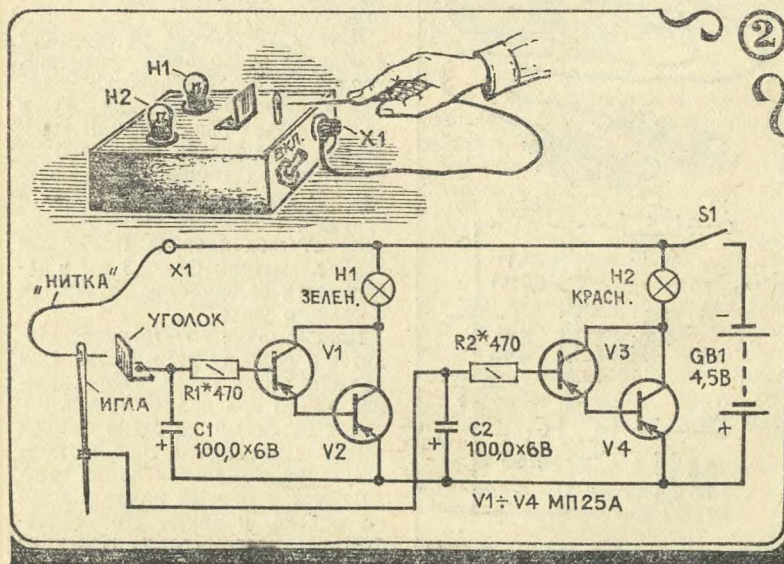 2
H1
H2
X1
ВКЛ.
S1
X1
"НИТКА"
H1
ЗЕЛЕН.
H2
КРАСН.
УГОЛОК
V1
R2*470
V3
GB1
4,5В
R1*470
ИГЛА
C1
100,0×6В
V2
C2
100,0×6В
V4
V1÷V4 МП25А